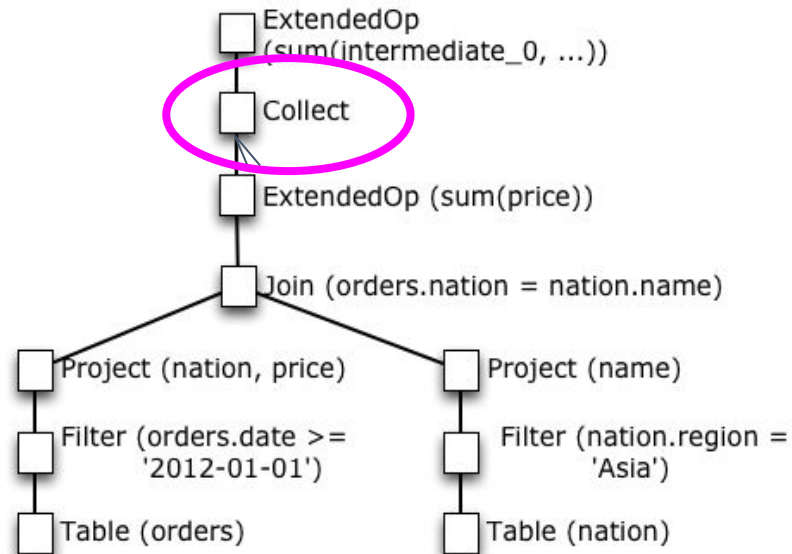 ExtendedOp
(sum(intermediate_0, ...))
Collect
ExtendedOp (sum(price))
Join (orders.nation = nation.name)
Project (nation, price)
Project (name)
Filter (orders.date >=
'2012-01-01')
Filter (nation.region =
'Asia')
Table (orders)
Table (nation)